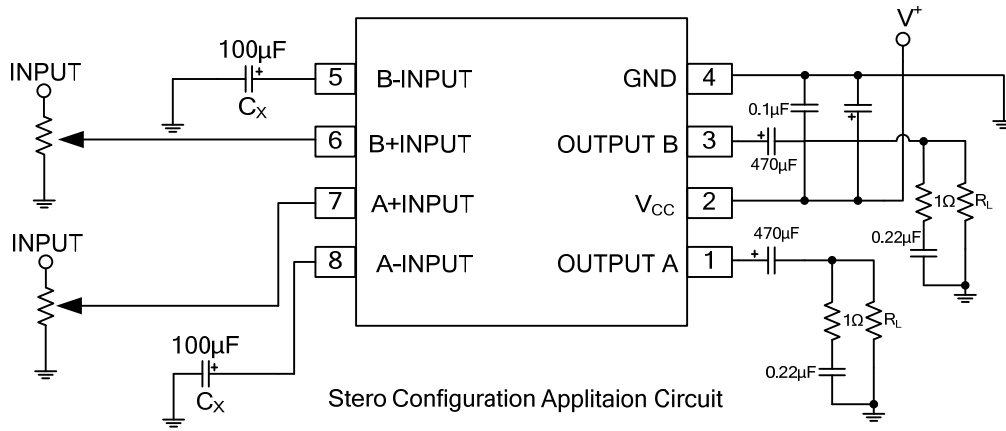 V+
100µF
+
CX
INPUT
5 B-INPUT
GND 4
0.1µF
+
6 B+INPUT
OUTPUT B 3
+
470µF
7 A+INPUT
VCC 2
1Ω
RL
0.22µF
INPUT
8 A-INPUT
OUTPUT A 1
470µF
+
1Ω
RL
0.22µF
100µF
+
CX
Stero Configuration Applitaion Circuit